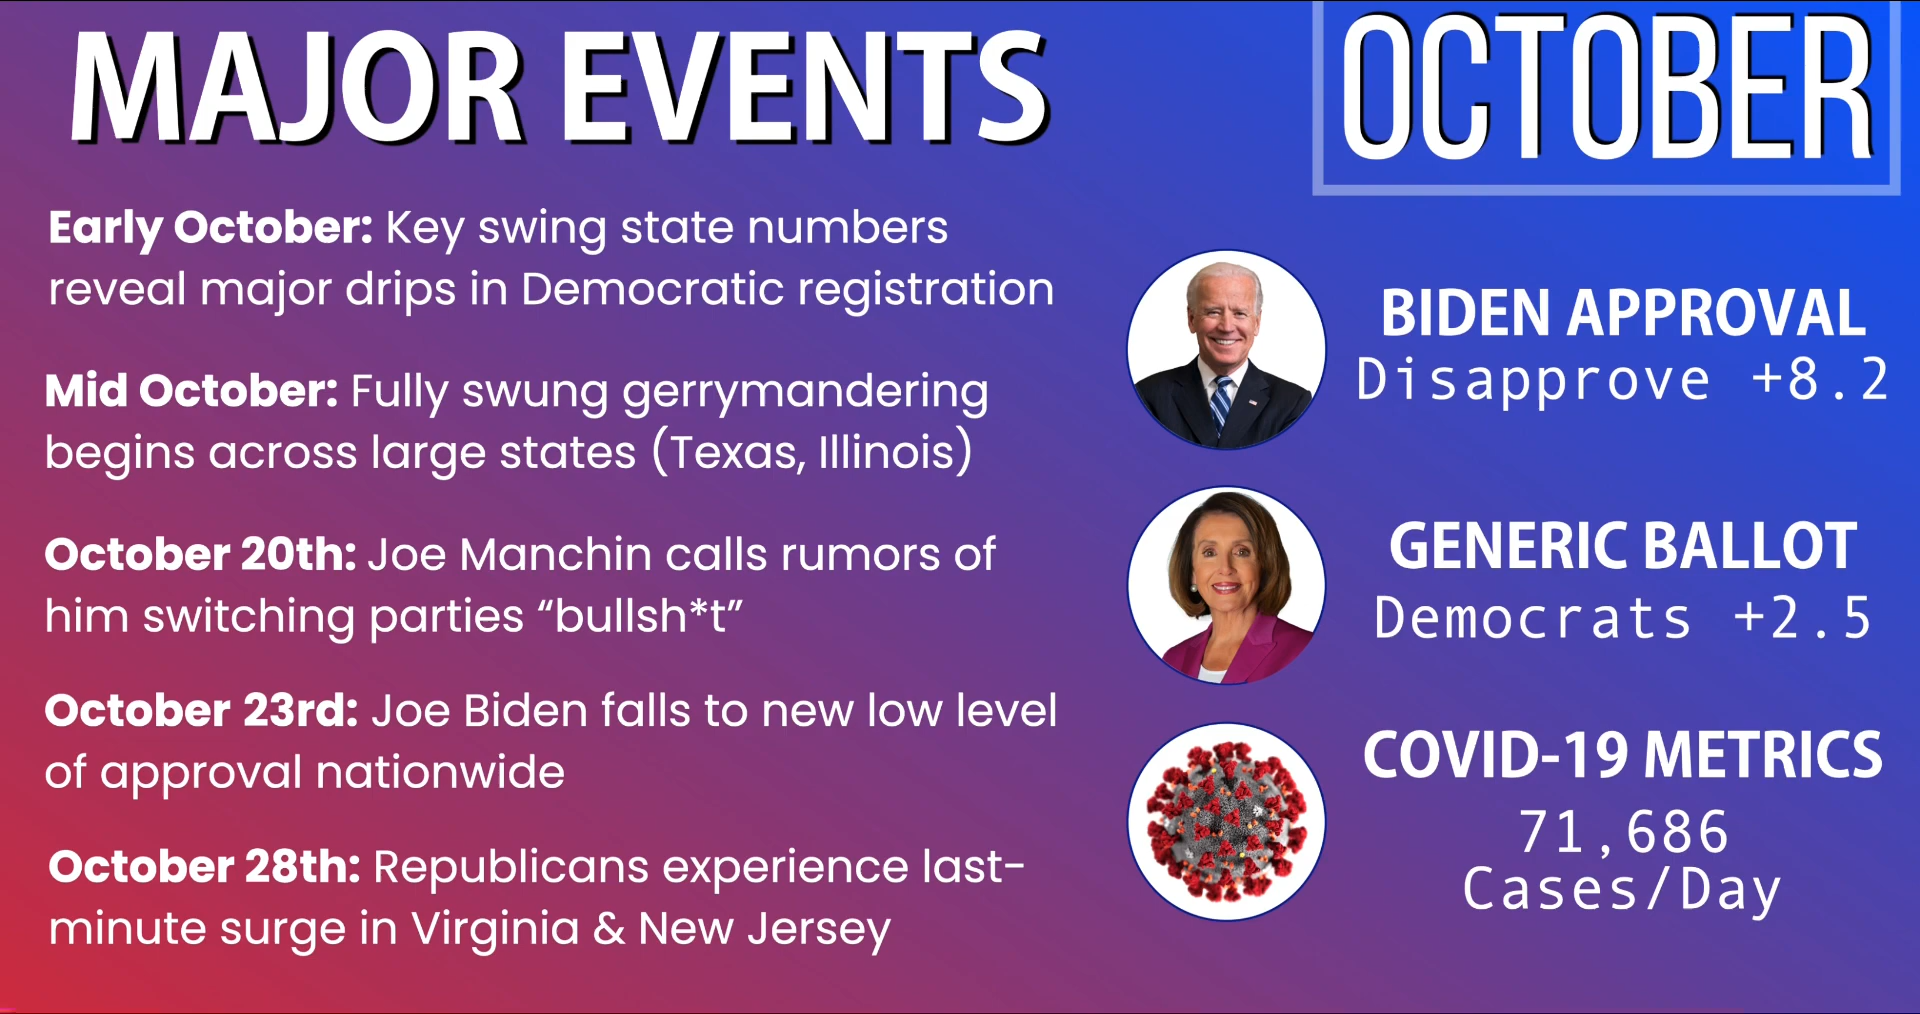 MAJOR EVENTS
OCTOBER
Early October: Key swing state numbers
reveal major drips in Democratic registration
Mid October: Fully swung gerrymandering
begins across large states (Texas, Illinois)
October 20th: Joe Manchin calls rumors of
him switching parties “bullsh*t”
October 23rd: Joe Biden falls to new low level
of approval nationwide
October 28th: Republicans experience last-
minute surge in Virginia & New Jersey
BIDEN APPROVAL
Disapprove +8.2
GENERIC BALLOT
Democrats +2.5
COVID-19 METRICS
71,686
Cases/Day